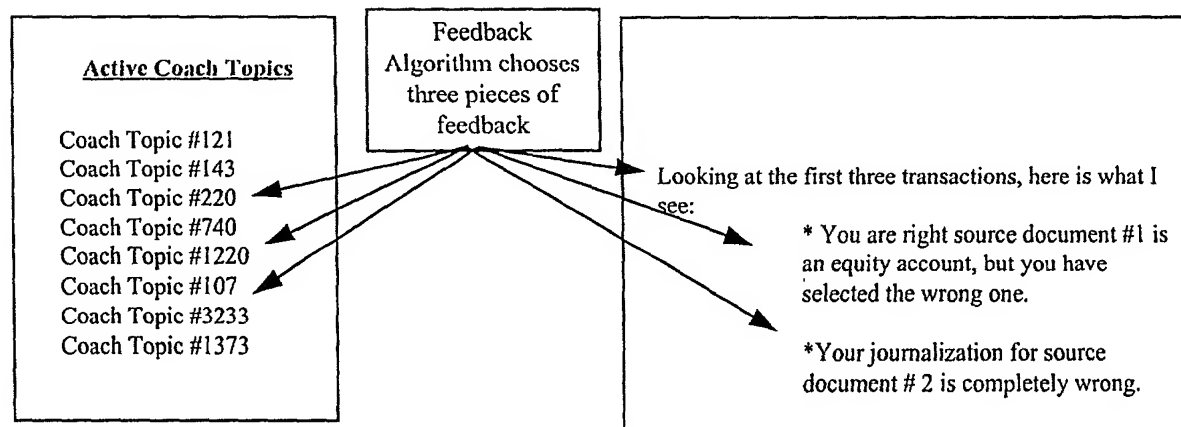 Active Coach Topics
Coach Topic #121
Coach Topic #143
Coach Topic #220
Coach Topic #740
Coach Topic #1220
Coach Topic #107
Coach Topic #3233
Coach Topic #1373
Feedback
Algorithm chooses
three pieces of
feedback
Looking at the first three transactions, here is what I
see:
* You are right source document #1 is
an equity account, but you have
selected the wrong one.
*Your journalization for source
document # 2 is completely wrong.